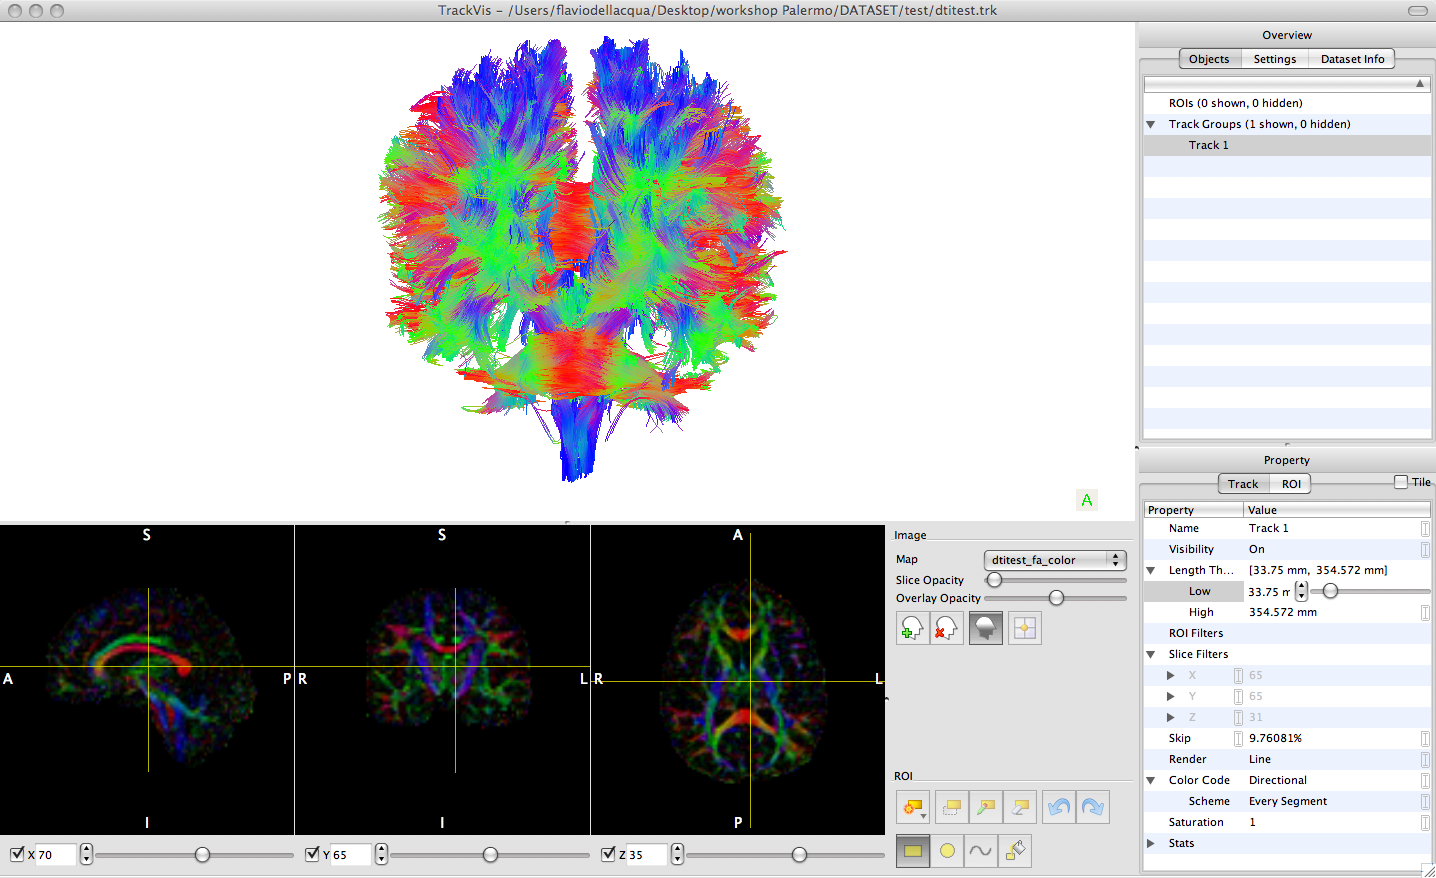 TrackVis – /Users/flaviodellacqua/Desktop/workshop Palermo/DATASET/test/dtitest.trk
Overview
Objects Settings Dataset Info
ROIs (0 shown, 0 hidden)
Track Groups (1 shown, 0 hidden)
Track 1
A
Property
Track ROI Tile
Property Value
Name Track 1
Visibility On
Length Th... [33.75 mm, 354.572 mm]
Low 33.75 
High 354.572 mm
ROI Filters
Slice Filters
X 65
Y 65
Z 31
Skip 9.76081%
Render Line
Color Code Directional
Scheme Every Segment
Saturation 1
Stats
S
A P
I
S
R L
I
A
R L
P
X 70
Y 65
Z 35
Image
Map dtitest_fa_color
Slice Opacity
Overlay Opacity
ROI